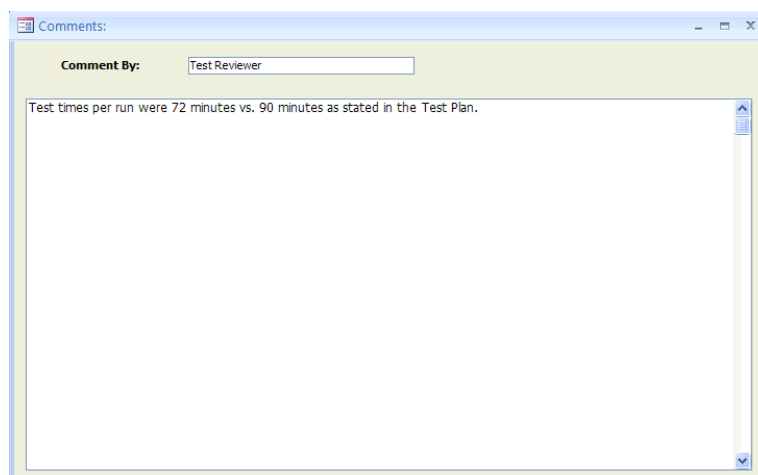 Comments:
Comment By: Test Reviewer
Test times per run were 72 minutes vs. 90 minutes as stated in the Test Plan.